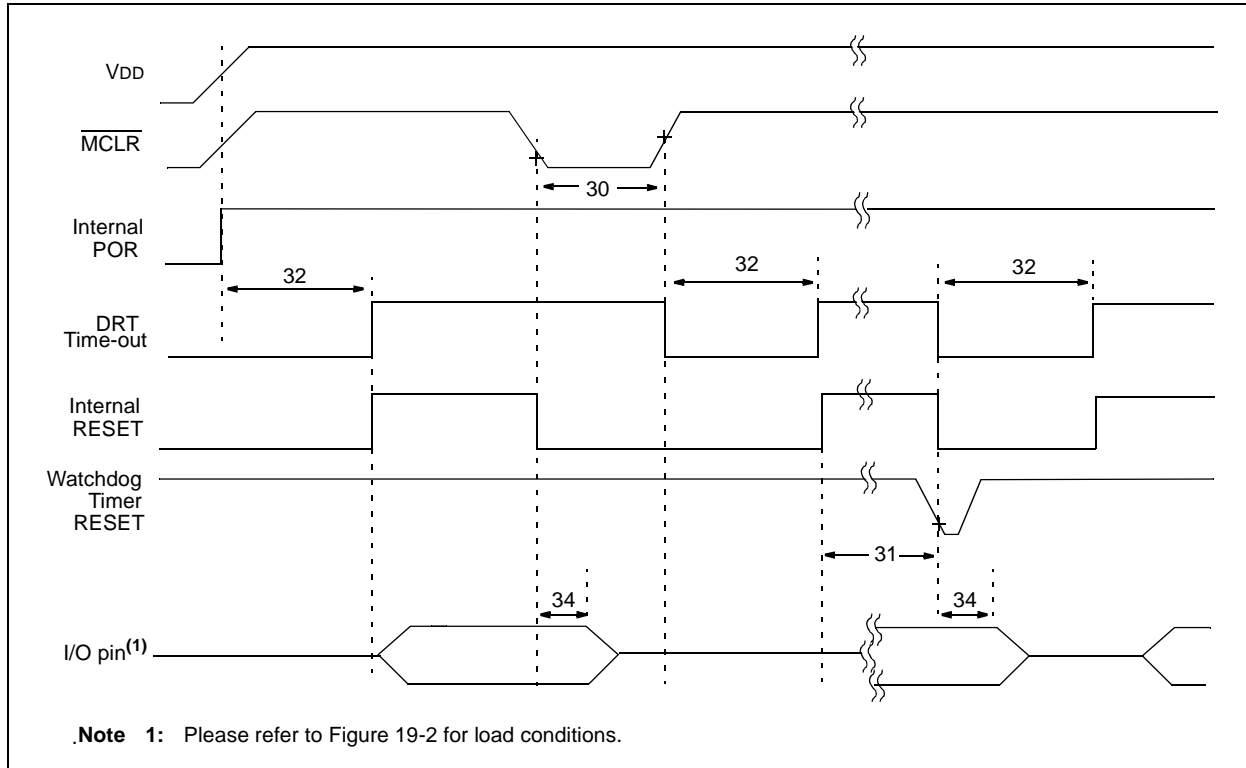 VDD
MCLR
30
Internal
POR
32
32
32
DRT
Time-out
Internal
RESET
Watchdog
Timer
RESET
31
34
34
I/O pin(1)
.Note 1: Please refer to Figure 19-2 for load conditions.